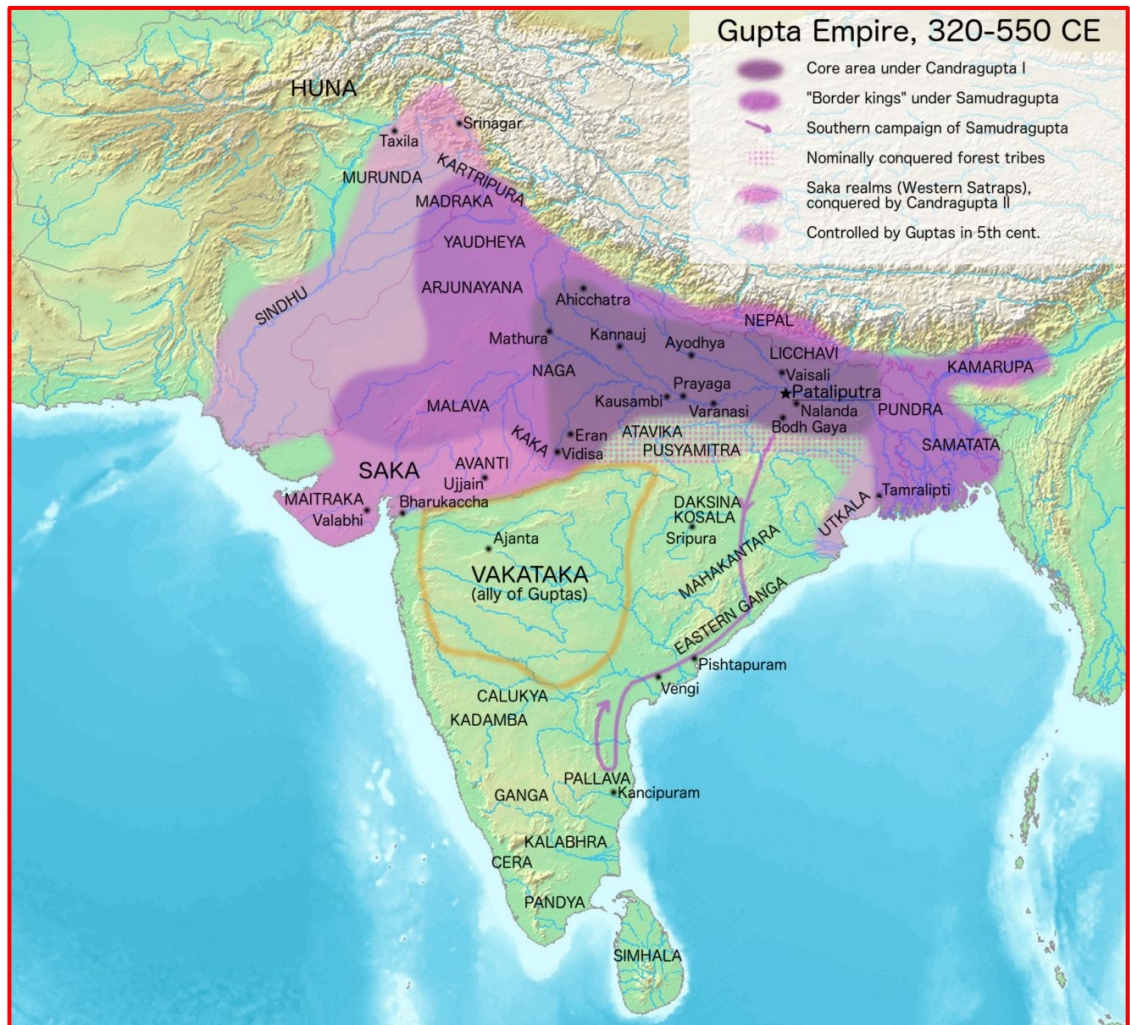 Gupta Empire, 320-550 CE
Core area under Candragupta I
"Border kings" under Samudragupta
Southern campaign of Samudragupta
Nominally conquered forest tribes
Saka realms (Western Satraps),
conquered by Candragupta II
Controlled by Guptas in 5th cent.
HUNA
Srinagar
Taxila
MURUNDA
KARTRIPURA
MADRAKA
YAUDHEYA
ARJUNAYANA
SINDHU
Ahicchatra
Mathura
Kannauj
Ayodhya
NEPAL
LICCHAVI
KAMARUPA
NAGA
Vaisali
Prayaga
Pataliputra
Kausambi
Varanasi
Nalanda
PUNDRA
MALAVA
Bodh Gaya
KAKA
Eran
ATAVIKA
Vidisa
PUSYAMITRA
SAMATATA
SAKA
AVANTI
Ujjain
MAITRAKA
Valabhi
Bharukaccha
DAKSINA
KOSALA
Sripura
UTKALA
Tamralipti
Ajanta
VAKATAKA
(ally of Guptas)
MAHAKANTARA
EASTERN GANGA
Pishtapuram
Vengi
CALUKYA
KADAMBA
PALLAVA
Kancipuram
GANGA
KALABHRA
CERA
PANDYA
SIMHALA